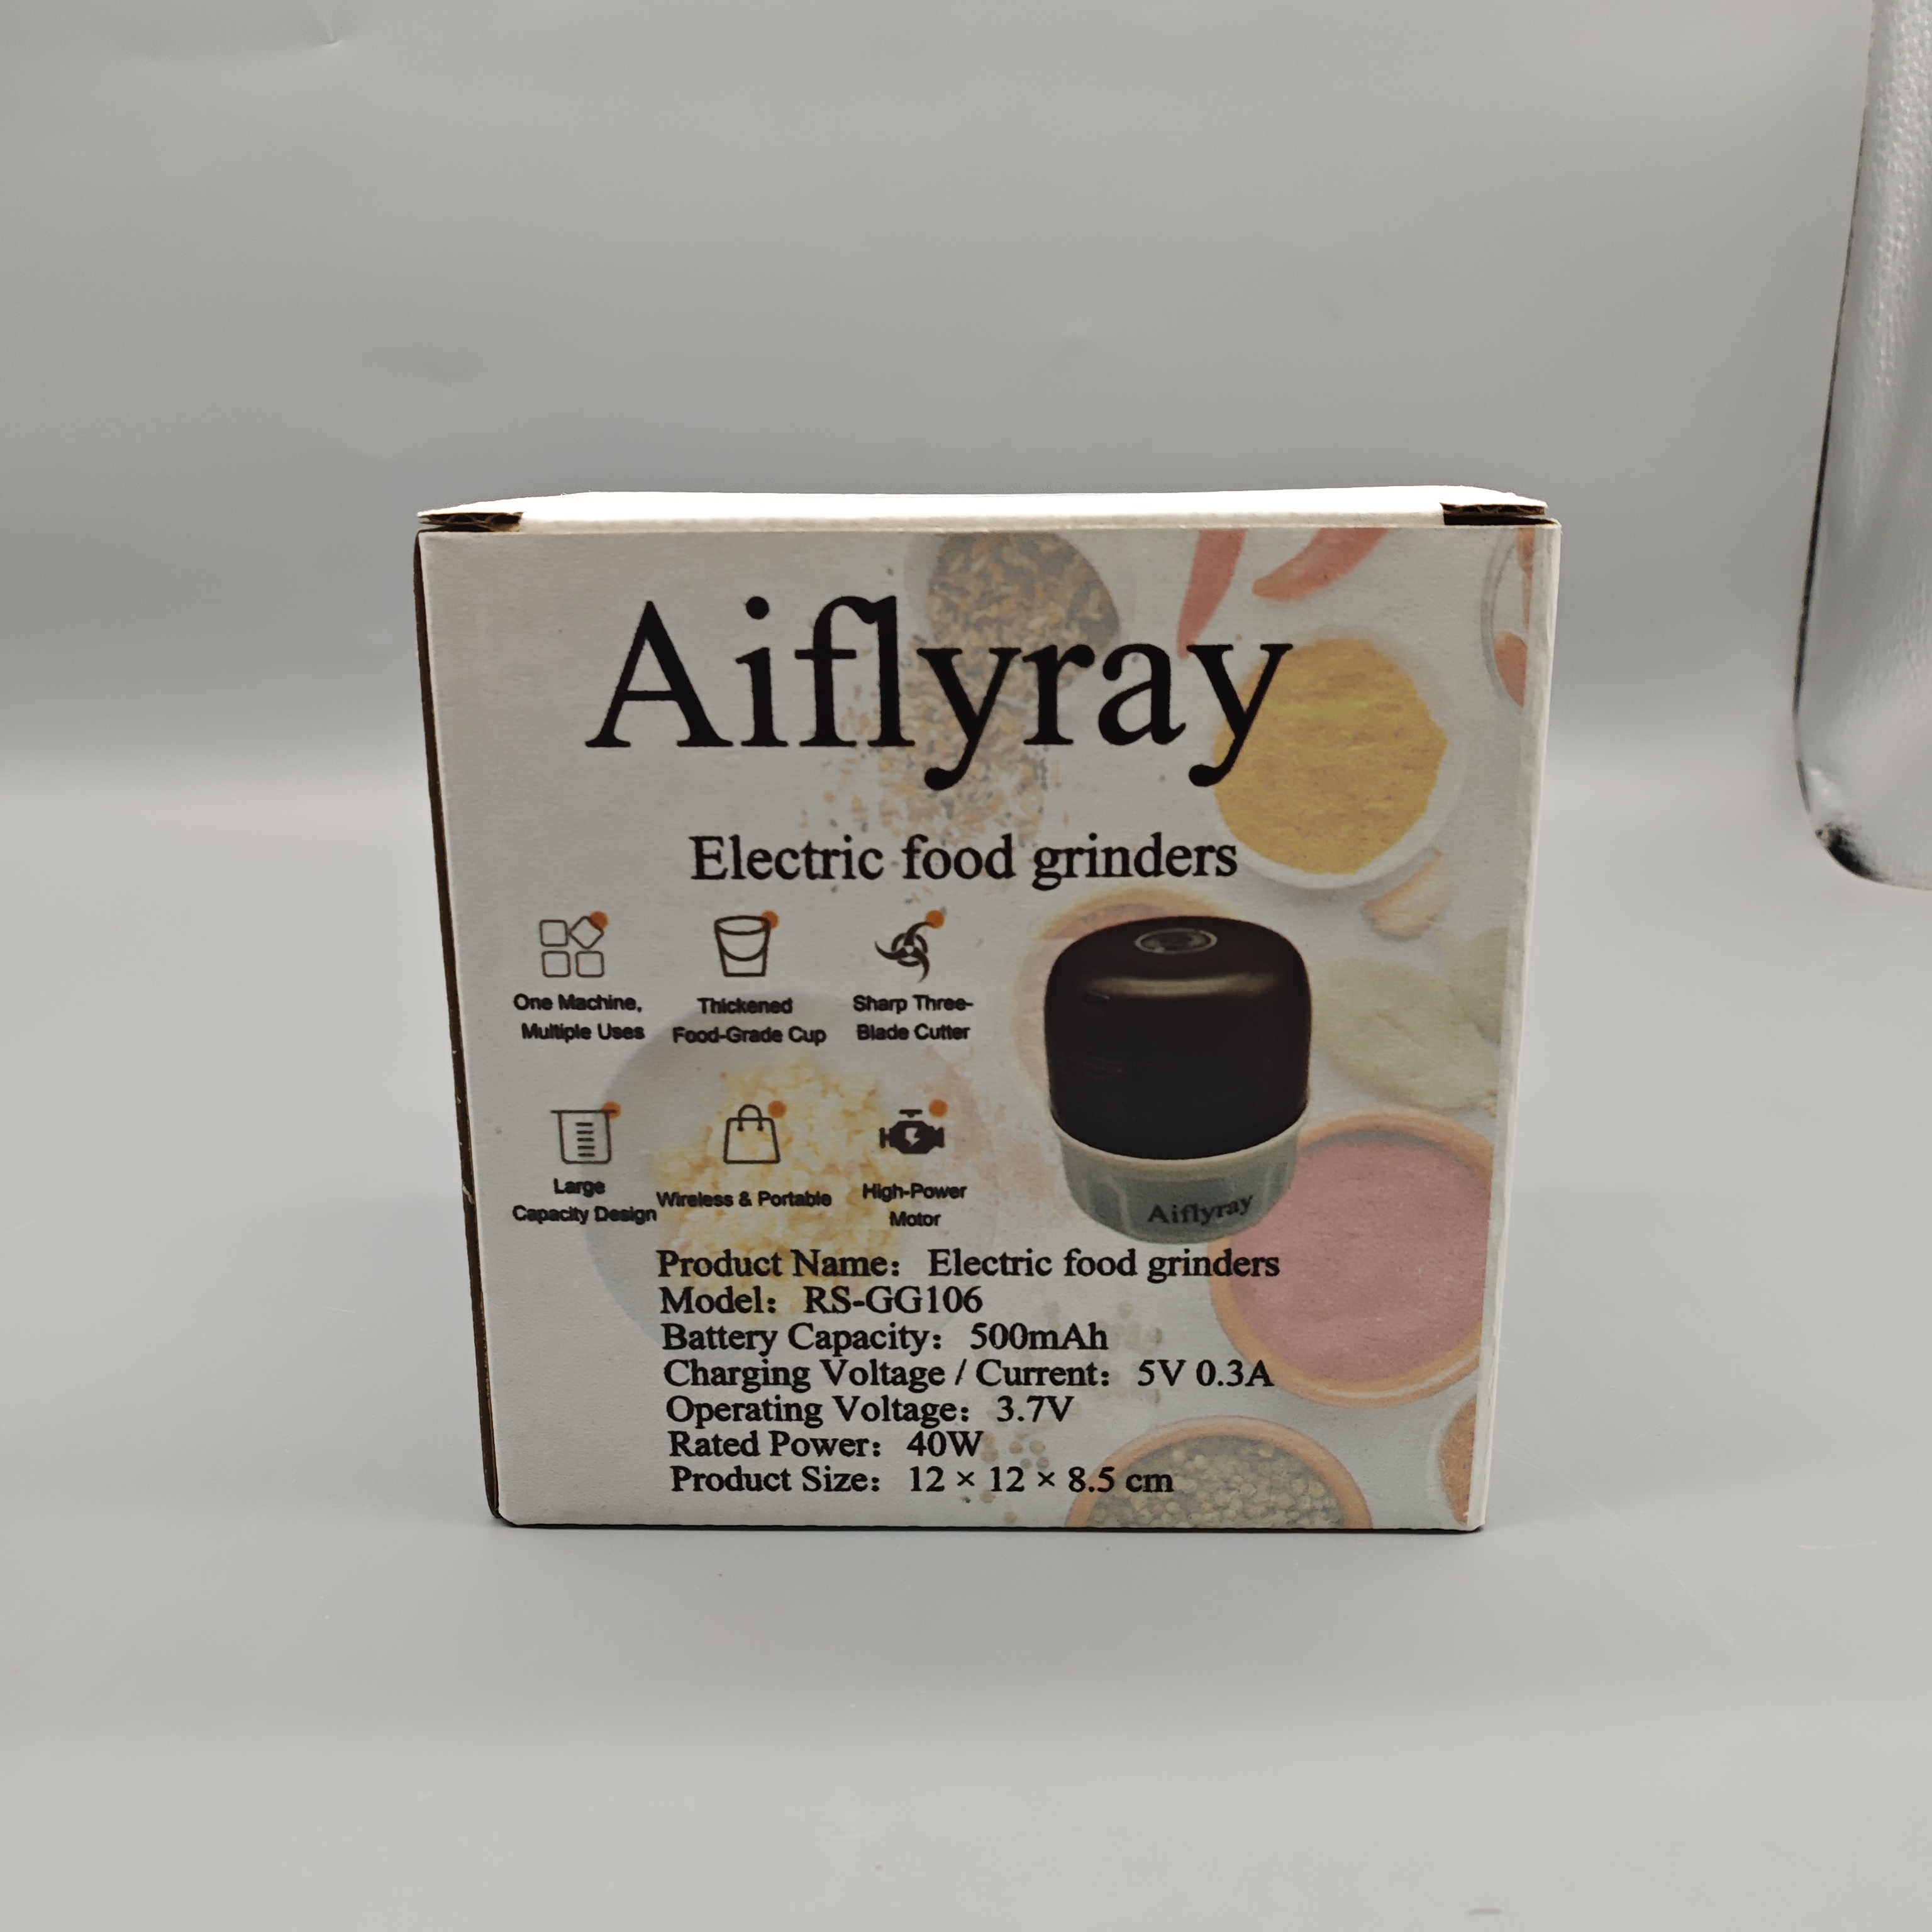 Aiflyray
Electric food grinders
One Machine,
Multiple Uses
Thickened
Food-Grade Cup
Sharp Three-
Blade Cutter
Large
Capacity Design
Wireless & Portable
High-Power
Motor
Aiflyray
Product Name： Electric food grinders
Model： RS-GG106
Battery Capacity： 500mAh
Charging Voltage / Current： 5V 0.3A
Operating Voltage： 3.7V
Rated Power： 40W
Product Size： 12 × 12 × 8.5 cm